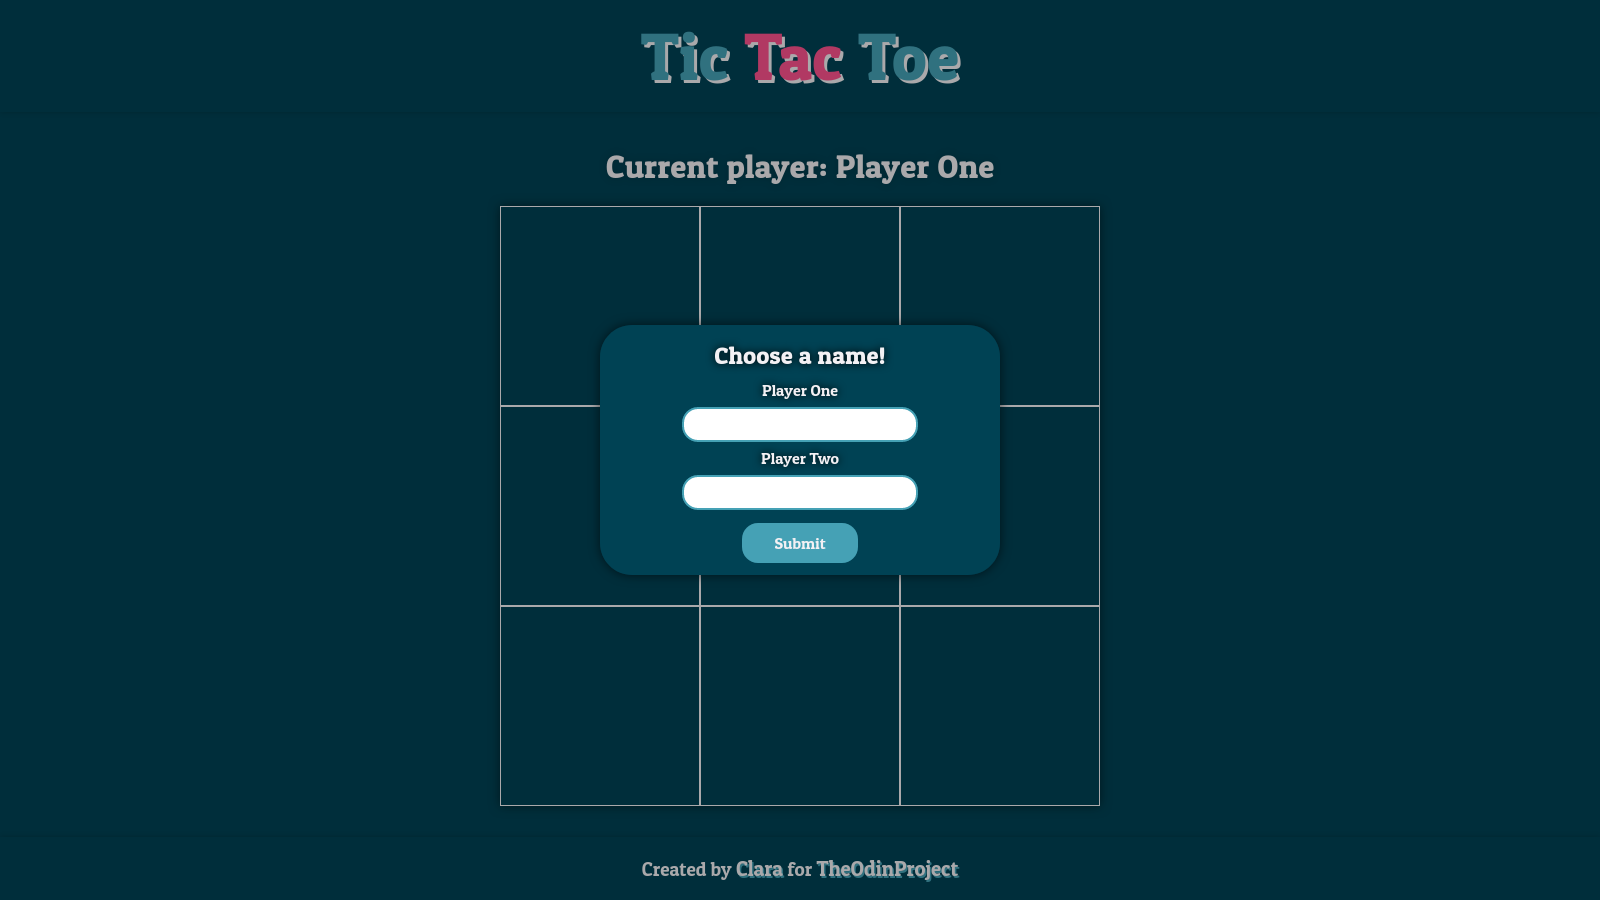 Tic Tac Toe
Current player: Player One
Choose a name!
Player One
Player Two
Submit
Created by Clara for TheOdinProject